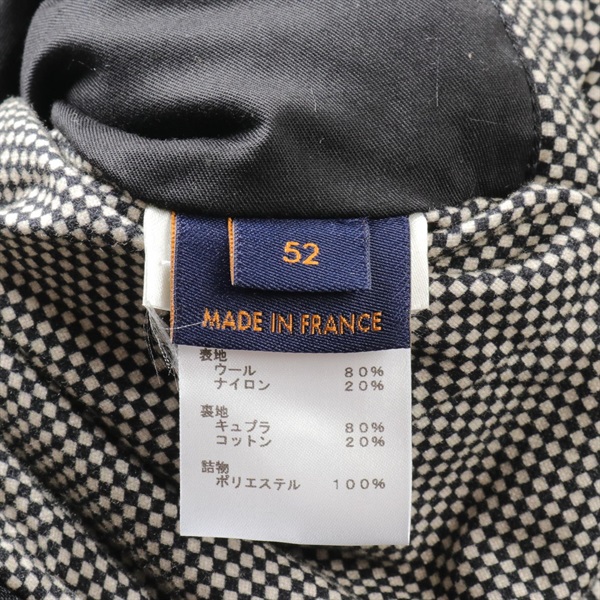 52
MADE IN FRANCE
表地
ウール 80%
ナイロン 20%
裏地
キュプラ 80%
コットン 20%
詰物
ポリエステル 100%